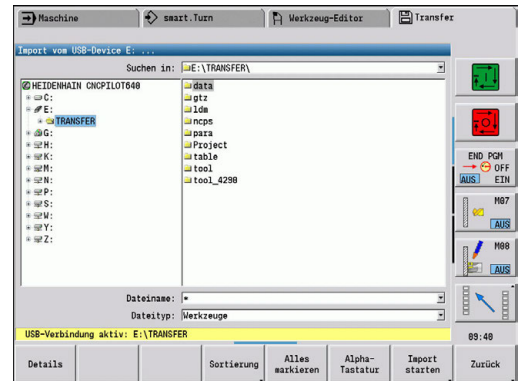 Maschine smart.Turn Werkzeug-Editor Transfer
Import vom USB-Device E: ...
Suchen in: E:\TRANSFER\
HEIDENHAIN CNCPILOT640
C:
E:
TRANSFER
G:
H:
K:
M:
N:
P:
S:
W:
Y:
Z:
data
gtz
ldm
ncps
para
Project
table
tool
tool_4290
Dateiname: *
Dateityp: Werkzeuge
USB-Verbindung aktiv: E:\TRANSFER
END PGM
OFF
AUS EIN
M07
AUS
M08
AUS
09:40
Details
Sortierung
Alles markieren
Alpha-Tastatur
Import starten
Zurück